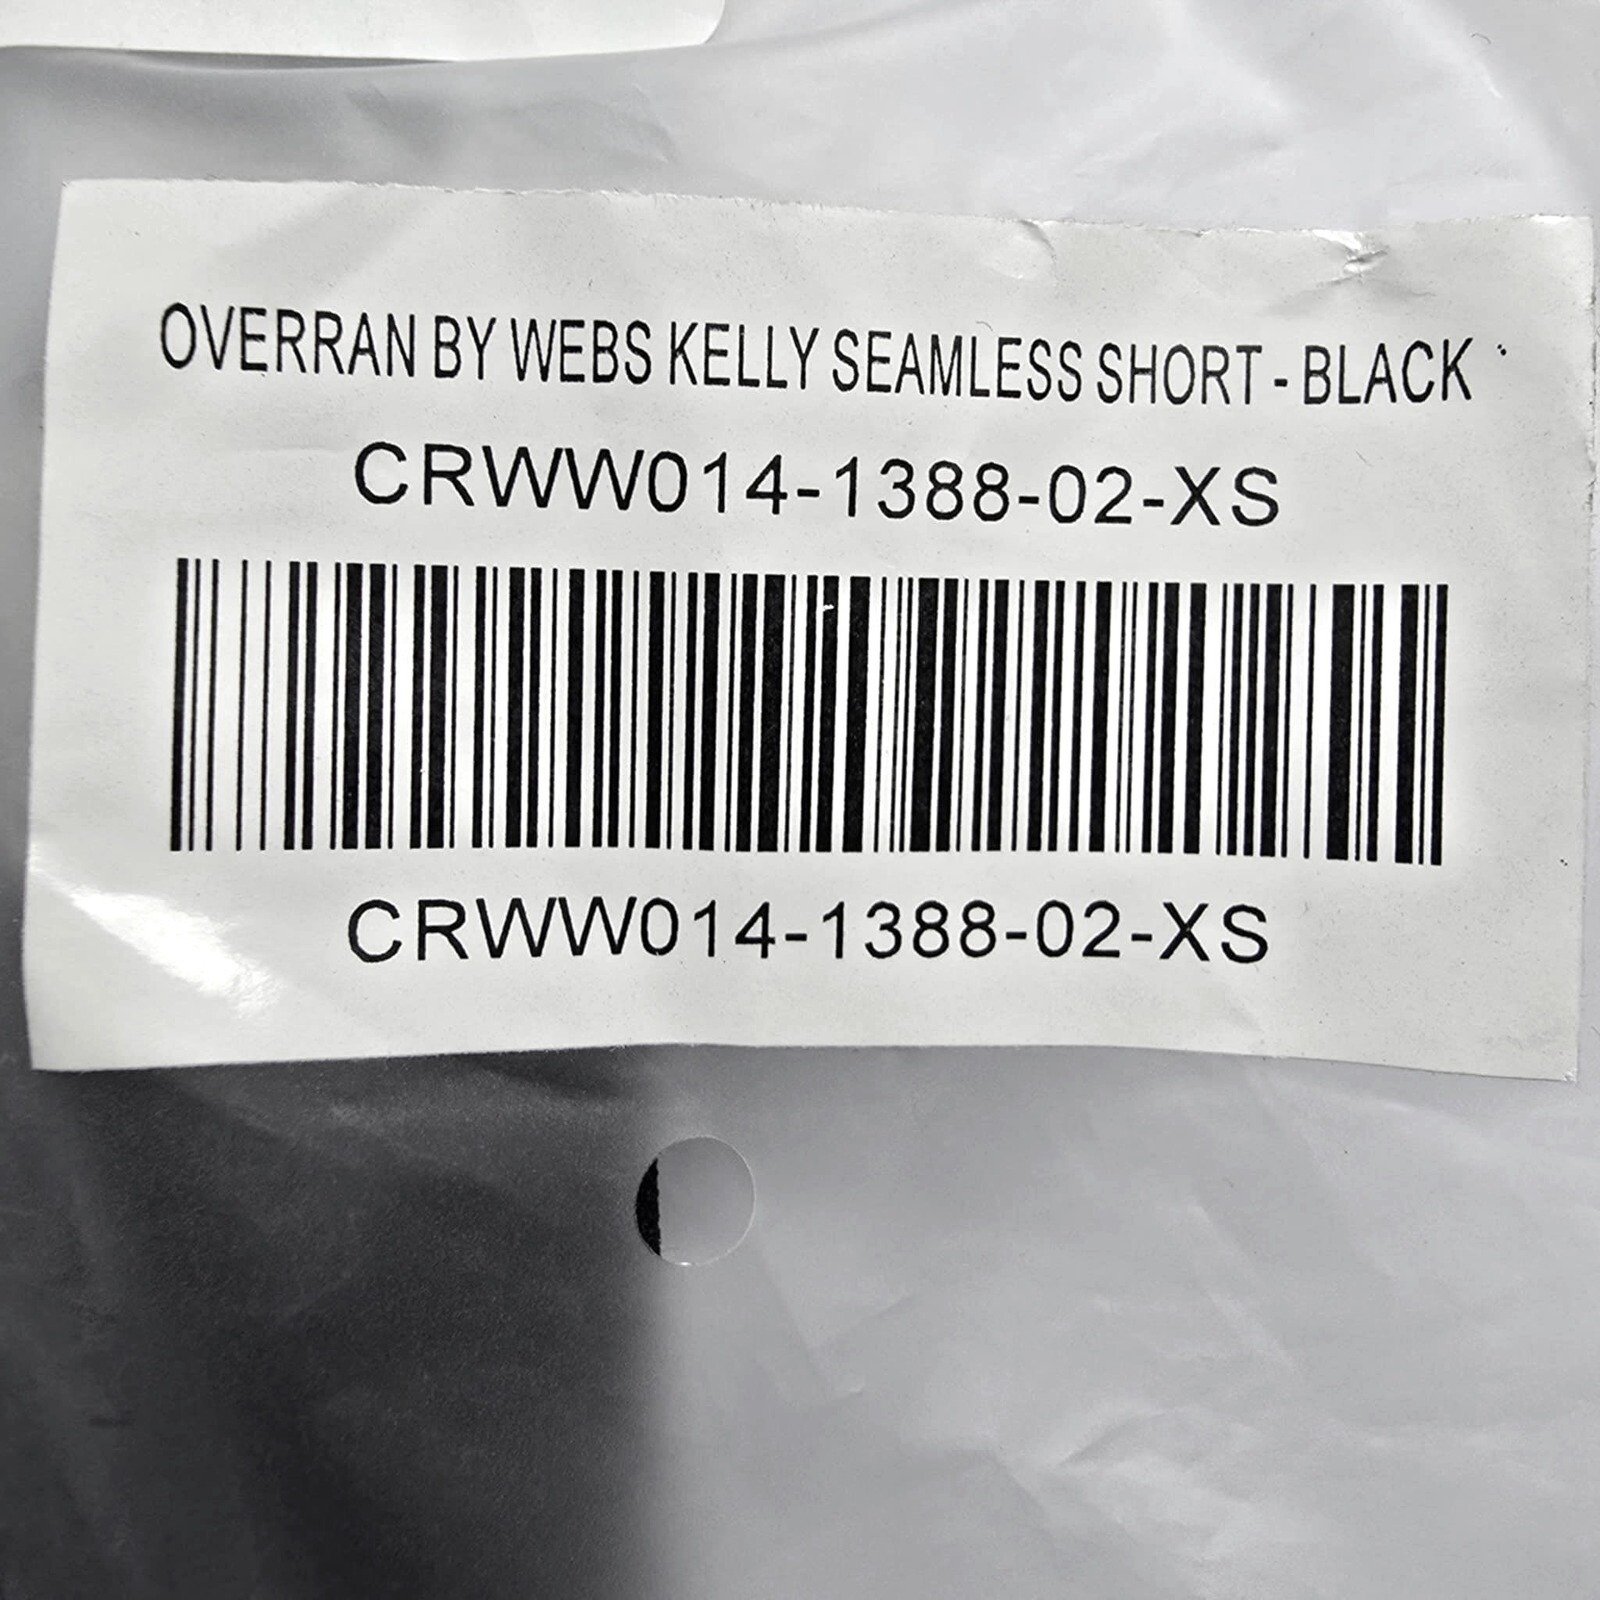 OVERRAN BY WEBS KELLY SEAMLESS SHORT - BLACK
CRWW014-1388-02-XS
CRWW014-1388-02-XS